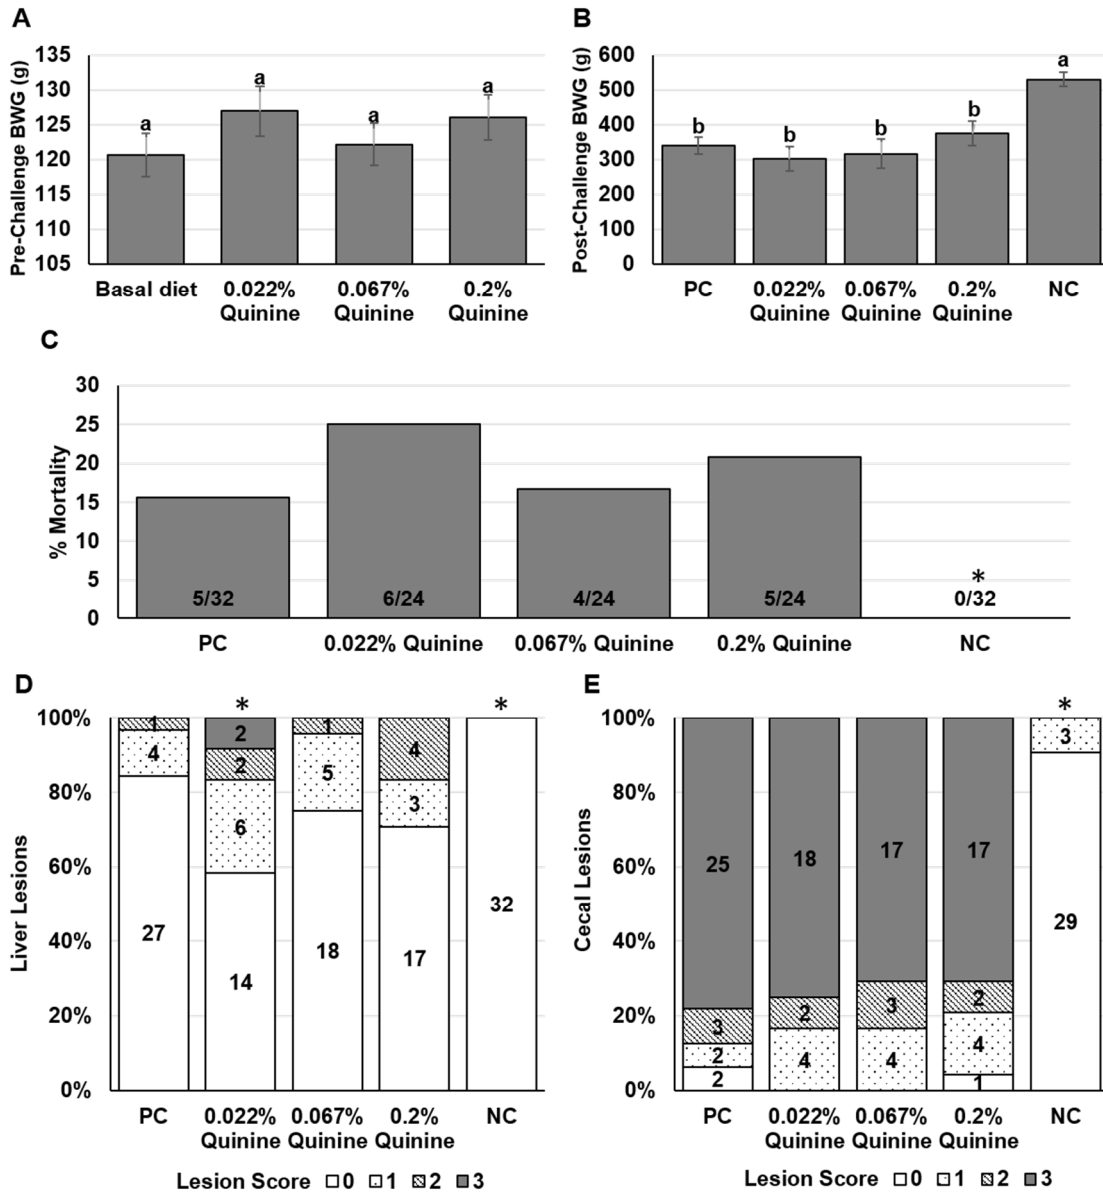 A
Pre-Challenge BWG (g)
135
130
125
120
115
110
105
a
a
a
a
Basal diet
0.022%
Quinine
0.067%
Quinine
0.2%
Quinine
B
Post-Challenge BWG (g)
600
500
400
300
200
100
0
b
b
b
b
a
PC
0.022%
Quinine
0.067%
Quinine
0.2%
Quinine
NC
C
% Mortality
30
25
20
15
10
5
0
5/32
6/24
4/24
5/24
*
0/32
PC
0.022% Quinine
0.067% Quinine
0.2% Quinine
NC
D
Liver Lesions
100%
80%
60%
40%
20%
0%
1
4
27
*
2
2
6
14
1
5
18
4
3
17
*
32
PC
0.022%
Quinine
0.067%
Quinine
0.2%
Quinine
NC
Lesion Score 0 1 2 3
E
Cecal Lesions
100%
80%
60%
40%
20%
0%
25
3
2
2
18
2
4
17
3
4
17
2
4
1
*
3
29
PC
0.022%
Quinine
0.067%
Quinine
0.2%
Quinine
NC
Lesion Score 0 1 2 3